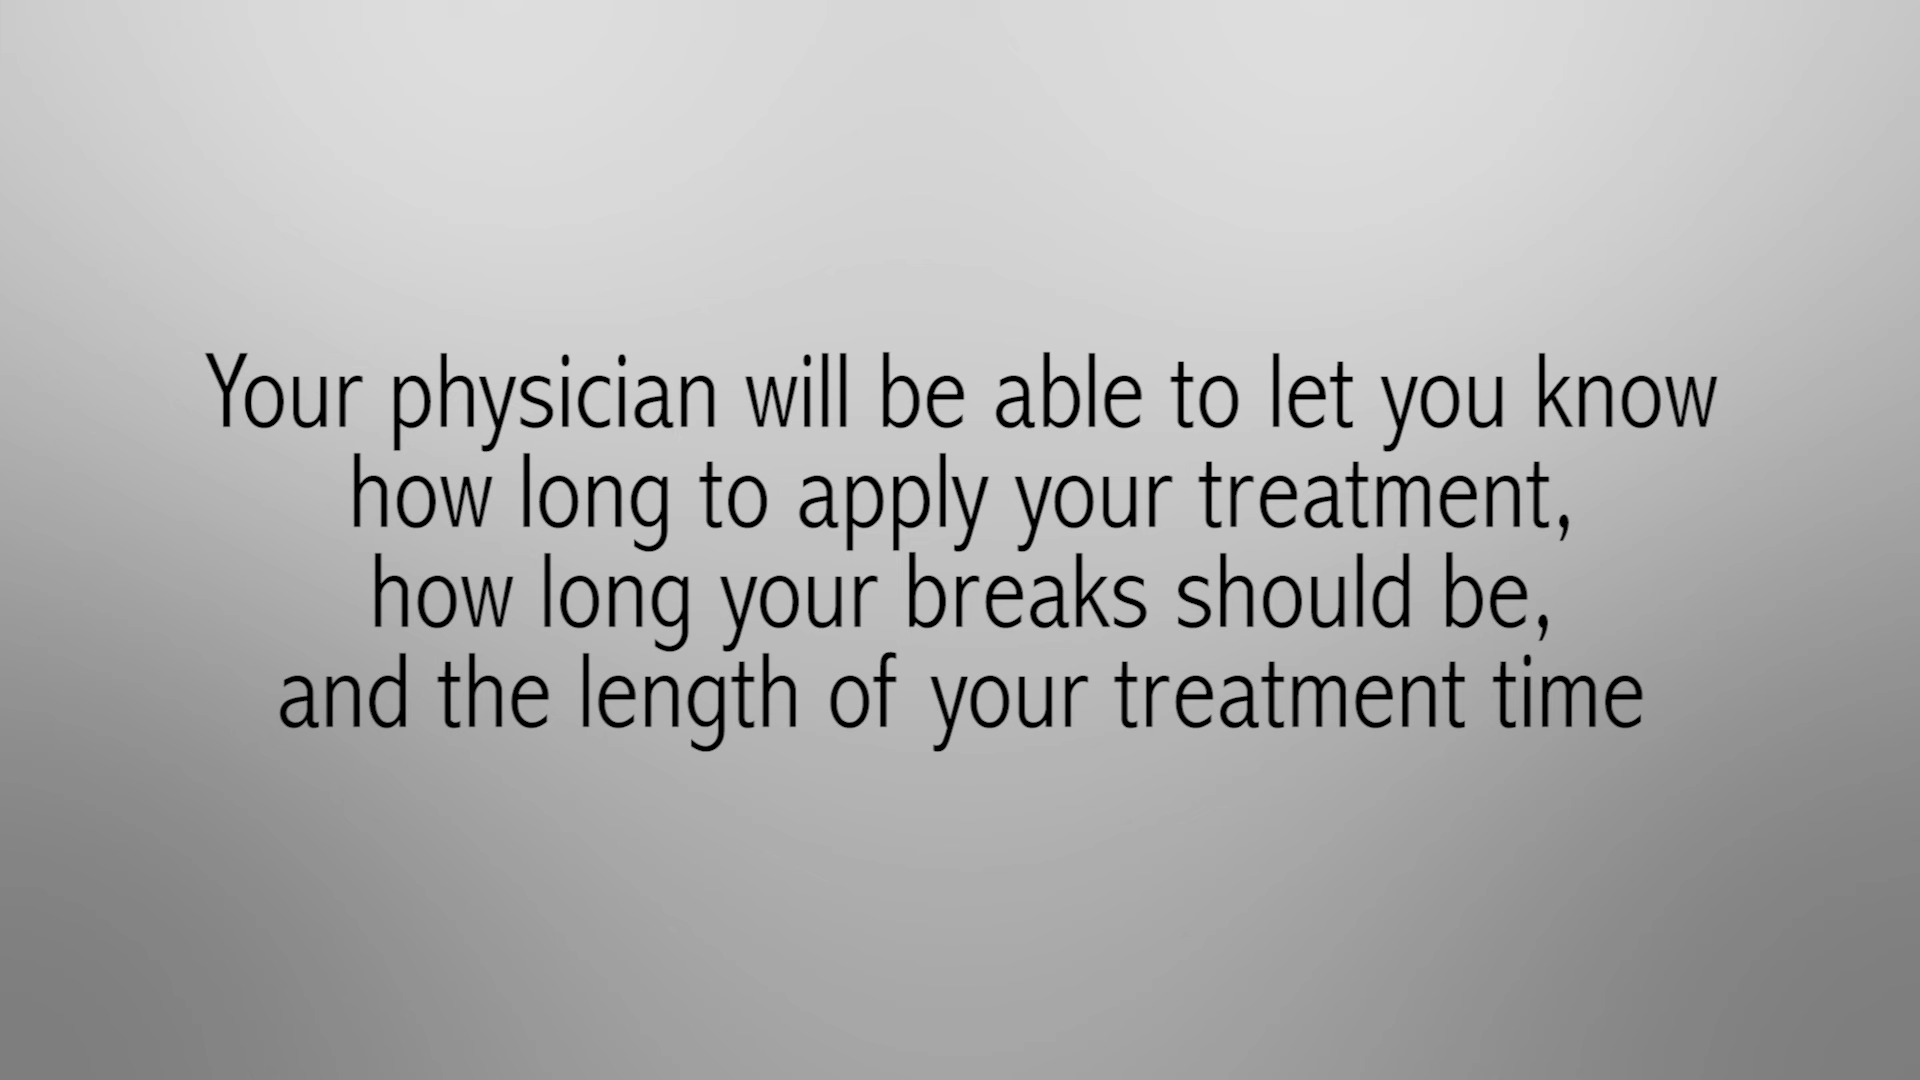 Your physician will be able to let you know
how long to apply your treatment,
how long your breaks should be,
and the length of your treatment time